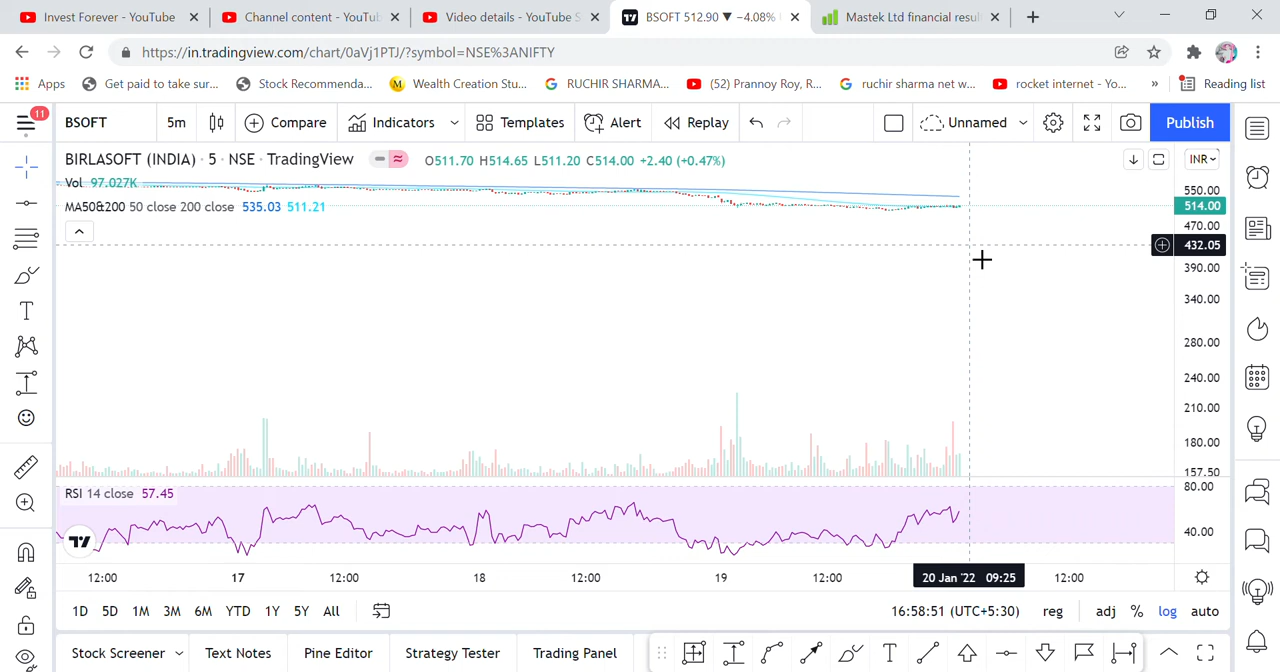 Invest Forever - YouTube
Channel content - YouTub
Video details - YouTube S
BSOFT 512.90 ▼ −4.08%
Mastek Ltd financial resul
https://in.tradingview.com/chart/0aVj1PTJ/?symbol=NSE%3ANIFTY
Apps
Get paid to take sur...
Stock Recommenda...
Wealth Creation Stu...
RUCHIR SHARMA...
(52) Prannoy Roy, R...
ruchir sharma net w...
rocket internet - Yo...
»
Reading list
11
BSOFT
5m
Compare
Indicators
Templates
Alert
Replay
Unnamed
Publish
BIRLASOFT (INDIA) · 5 · NSE · TradingView
O511.70 H514.65 L511.20 C514.00 +2.40 (+0.47%)
INR
Vol 97.027K
MA50&200 50 close 200 close 535.03 511.21
550.00
514.00
470.00
432.05
390.00
340.00
280.00
240.00
210.00
180.00
157.50
RSI 14 close 57.45
80.00
40.00
12:00
17
12:00
18
12:00
19
12:00
20 Jan '22 09:25
12:00
1D 5D 1M 3M 6M YTD 1Y 5Y All
16:58:51 (UTC+5:30) reg adj % log auto
Stock Screener
Text Notes
Pine Editor
Strategy Tester
Trading Panel